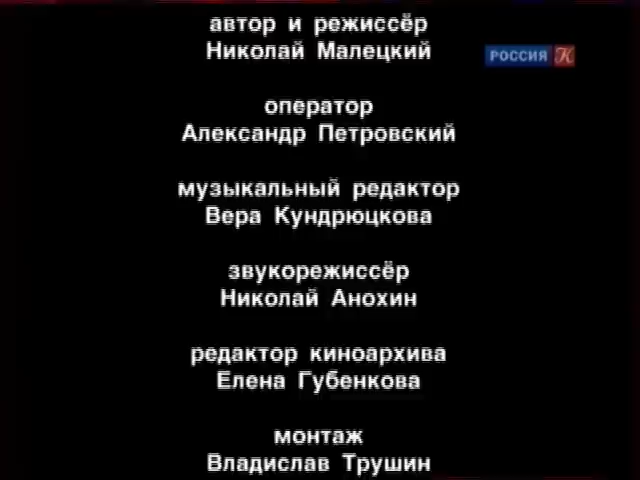 автор и режиссёр
Николай Малецкий
РОССИЯ К
оператор
Александр Петровский
музыкальный редактор
Вера Кундрюцкова
звукорежиссёр
Николай Анохин
редактор киноархива
Елена Губенкова
монтаж
Владислав Трушин